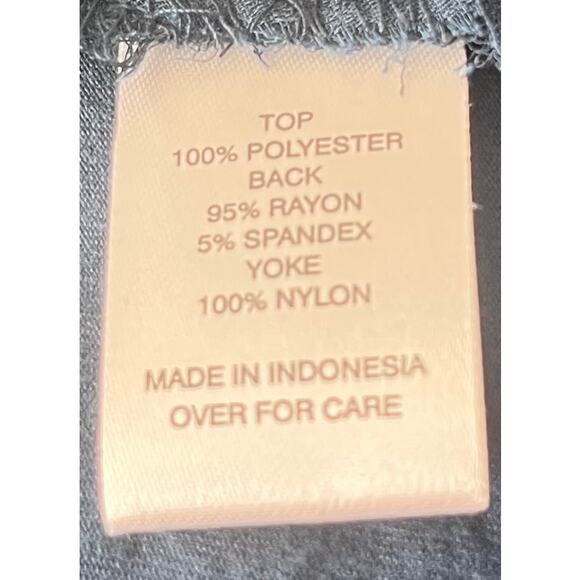 TOP
100% POLYESTER
BACK
95% RAYON
5% SPANDEX
YOKE
100% NYLON
MADE IN INDONESIA
OVER FOR CARE